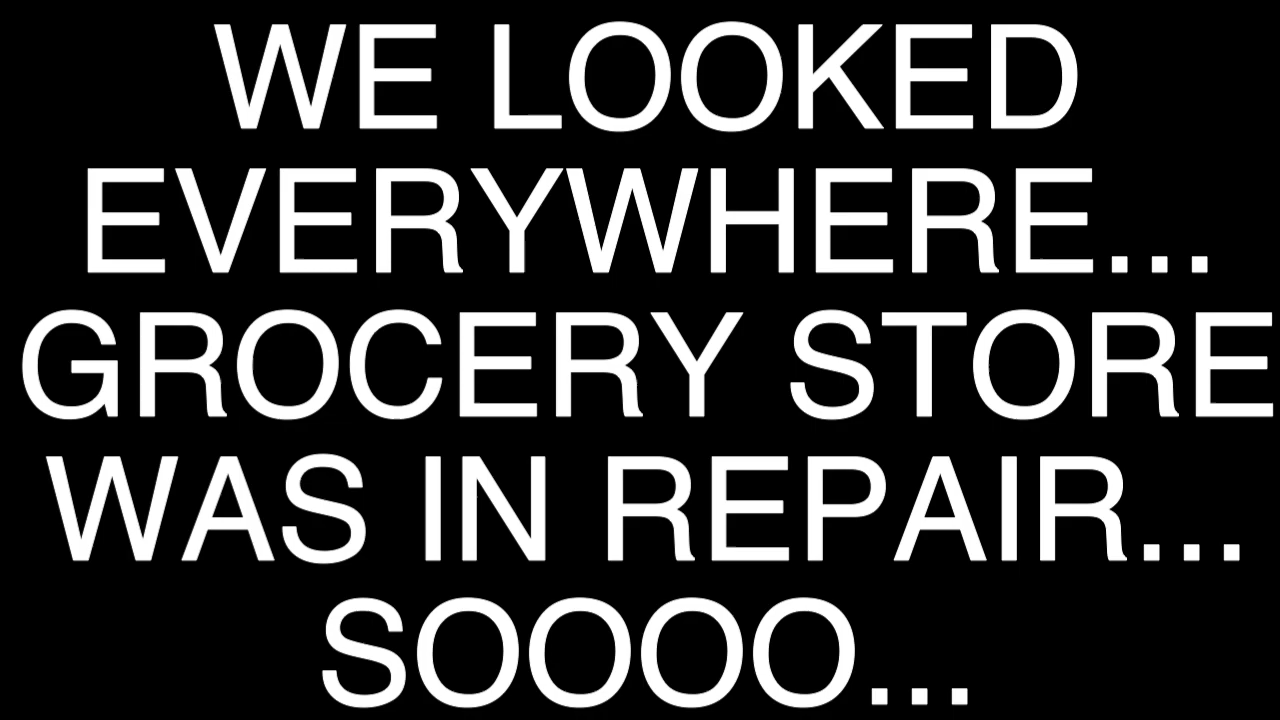 WE LOOKED
EVERYWHERE...
GROCERY STORE
WAS IN REPAIR...
SOOOO...